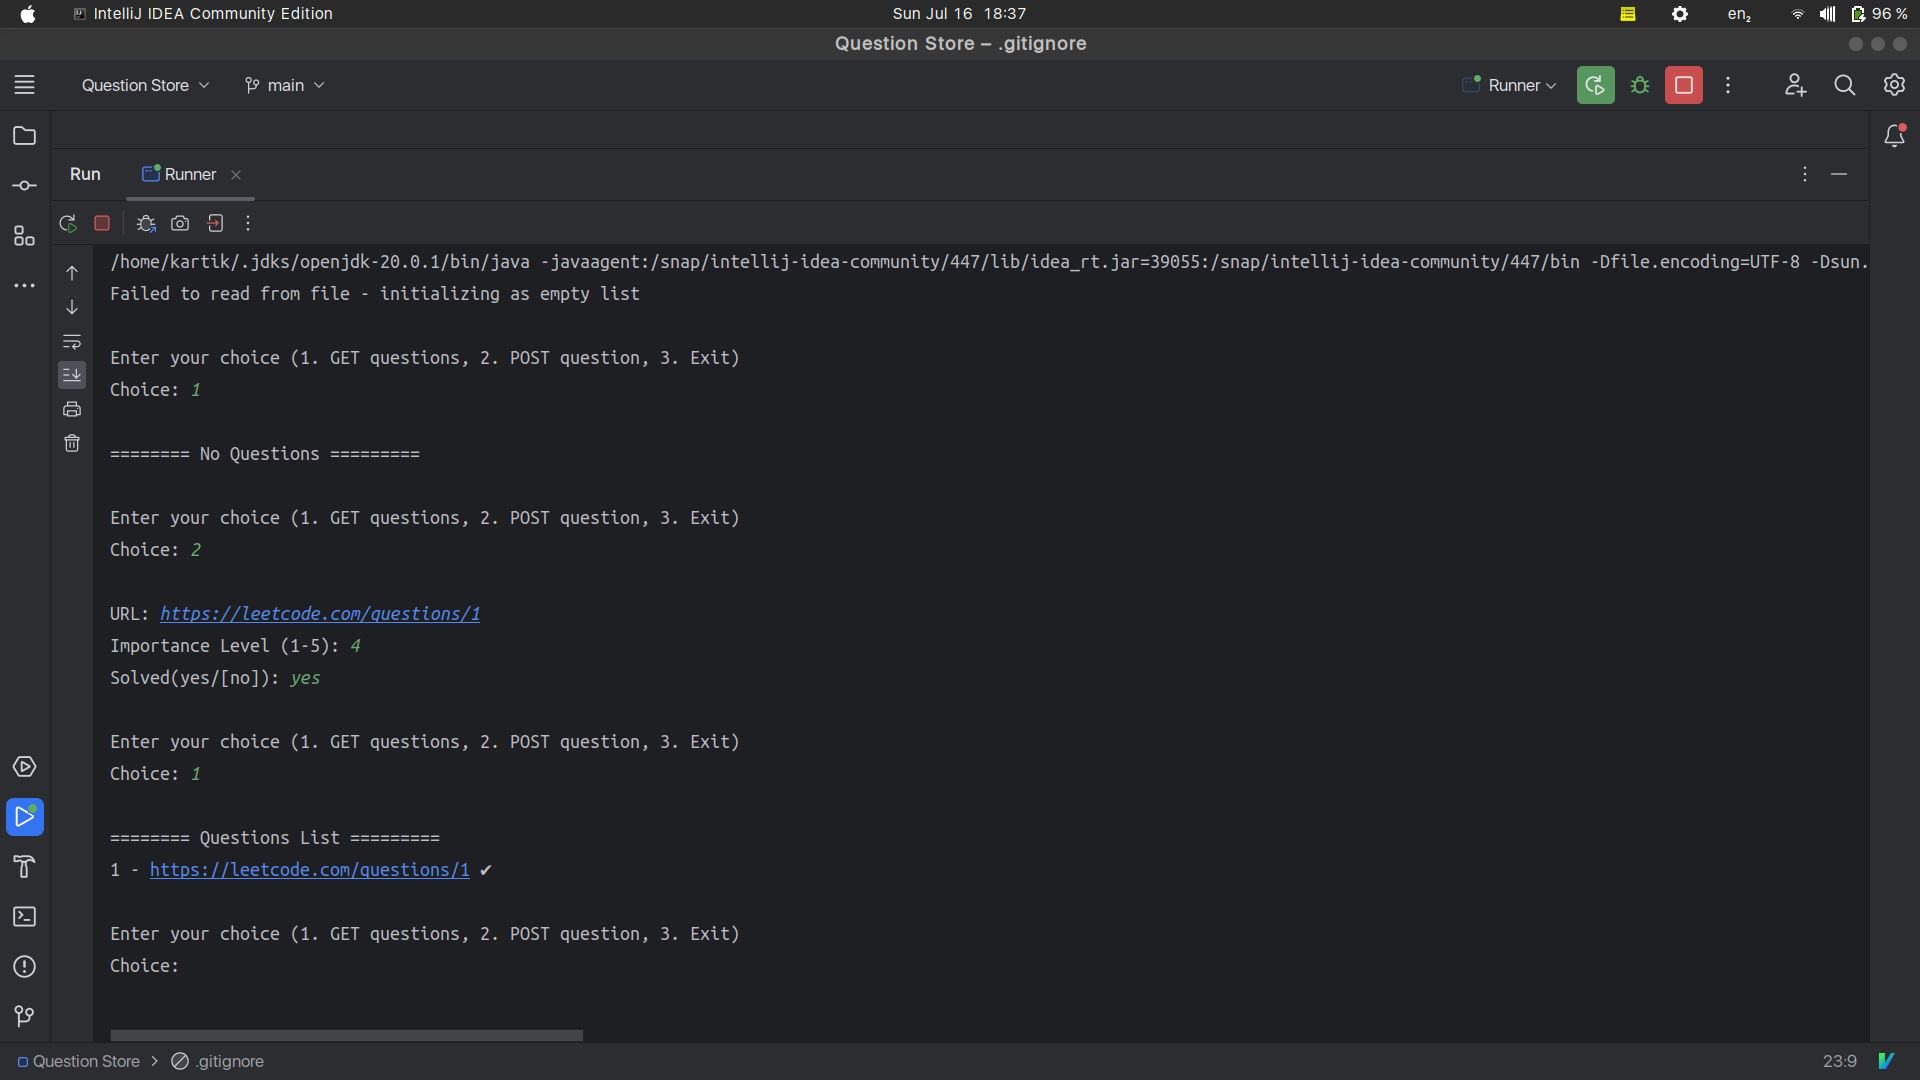 IntelliJ IDEA Community Edition
Sun Jul 16 18:37
en₂
96 %
Question Store – .gitignore
Question Store
main
Runner
Run
Runner
/home/kartik/.jdks/openjdk-20.0.1/bin/java -javaagent:/snap/intellij-idea-community/447/lib/idea_rt.jar=39055:/snap/intellij-idea-community/447/bin -Dfile.encoding=UTF-8 -Dsun.
Failed to read from file - initializing as empty list
Enter your choice (1. GET questions, 2. POST question, 3. Exit)
Choice: 1
======== No Questions =========
Enter your choice (1. GET questions, 2. POST question, 3. Exit)
Choice: 2
URL: https://leetcode.com/questions/1
Importance Level (1-5): 4
Solved(yes/[no]): yes
Enter your choice (1. GET questions, 2. POST question, 3. Exit)
Choice: 1
======== Questions List =========
1 - https://leetcode.com/questions/1 ✔
Enter your choice (1. GET questions, 2. POST question, 3. Exit)
Choice:
Question Store
.gitignore
23:9